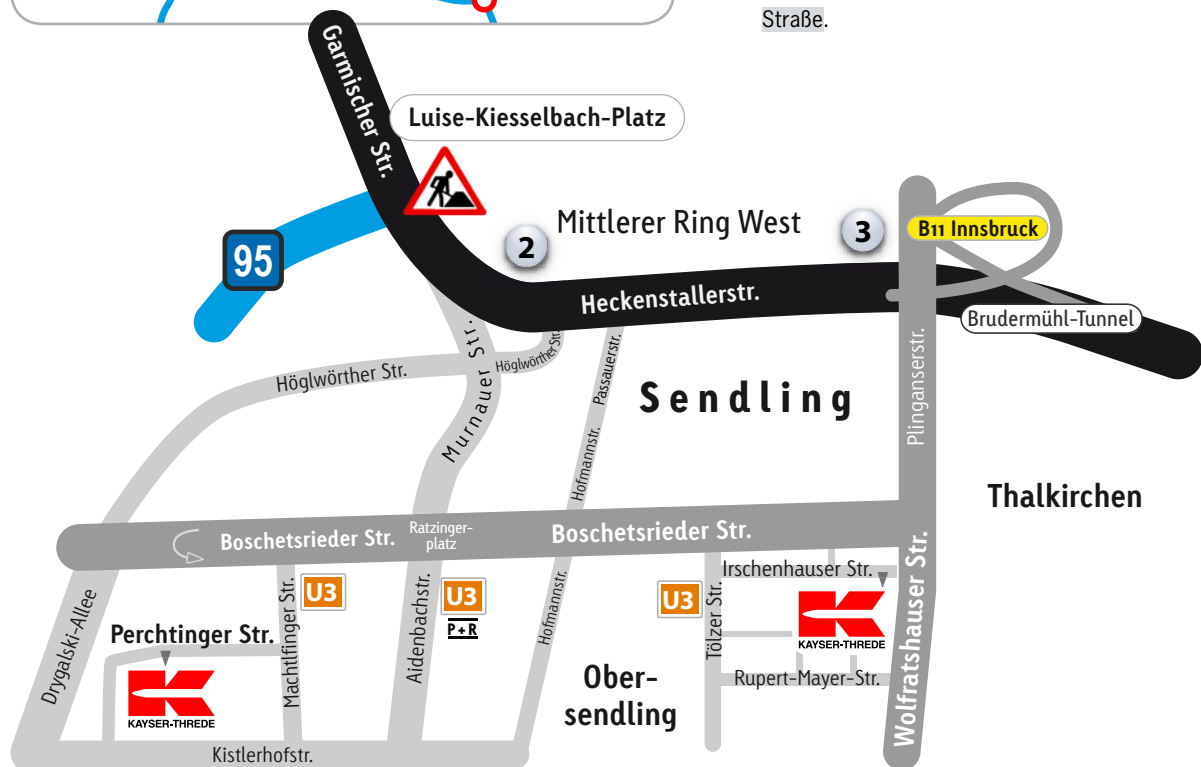 Straße.
Garmischer Str.
Luise-Kiesselbach-Platz
95
2
Mittlerer Ring West
3
B11 Innsbruck
Heckenstallerstr.
Brudermühl-Tunnel
Höglwörther Str.
Murnauer Str.
Höglwörther Str.
Passauerstr.
Sendling
Plinganserstr.
Thalkirchen
Hofmannstr.
Boschetsrieder Str.
Ratzinger-
platz
Boschetsrieder Str.
Wolfratshauser Str.
Drygalski-Allee
Perchtinger Str.
KAYSER-THREDE
Machtlfinger Str.
U3
Aidenbachstr.
U3
P+R
Hofmannstr.
U3
Tölzer Str.
Irschenhauser Str.
KAYSER-THREDE
Rupert-Mayer-Str.
Ober-
sendling
Kistlerhofstr.